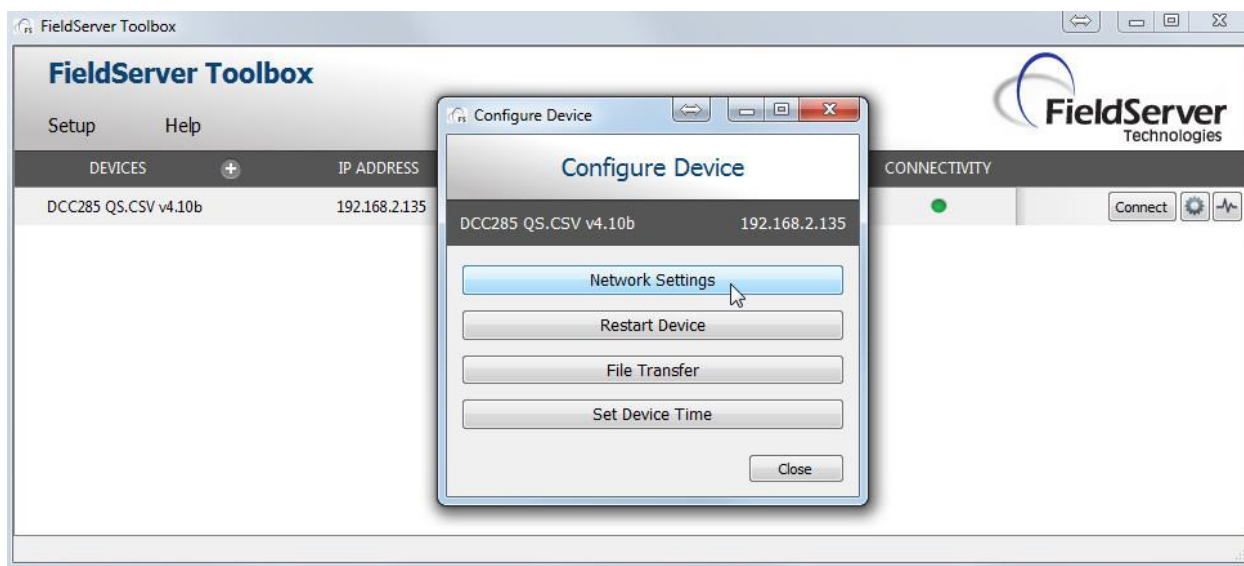 FieldServer Toolbox
FieldServer Toolbox
Setup Help
FieldServer
Technologies
DEVICES IP ADDRESS CONNECTIVITY
DCC285 QS.CSV v4.10b 192.168.2.135 Connect
Configure Device
Configure Device
DCC285 QS.CSV v4.10b 192.168.2.135
Network Settings
Restart Device
File Transfer
Set Device Time
Close